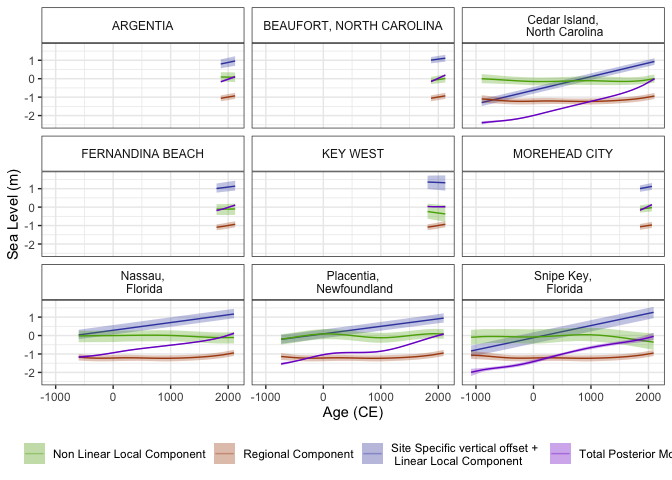 ARGENTIA
BEAUFORT, NORTH CAROLINA
Cedar Island,
North Carolina
1
0
-1
-2
FERNANDINA BEACH
KEY WEST
MOREHEAD CITY
1
0
-1
-2
Nassau,
Florida
Placentia,
Newfoundland
Snipe Key,
Florida
1
0
-1
-2
Sea Level (m)
-1000 0 1000 2000 -1000 0 1000 2000 -1000 0 1000 2000
Age (CE)
Non Linear Local Component
Regional Component
Site Specific vertical offset +
Linear Local Component
Total Posterior Mo